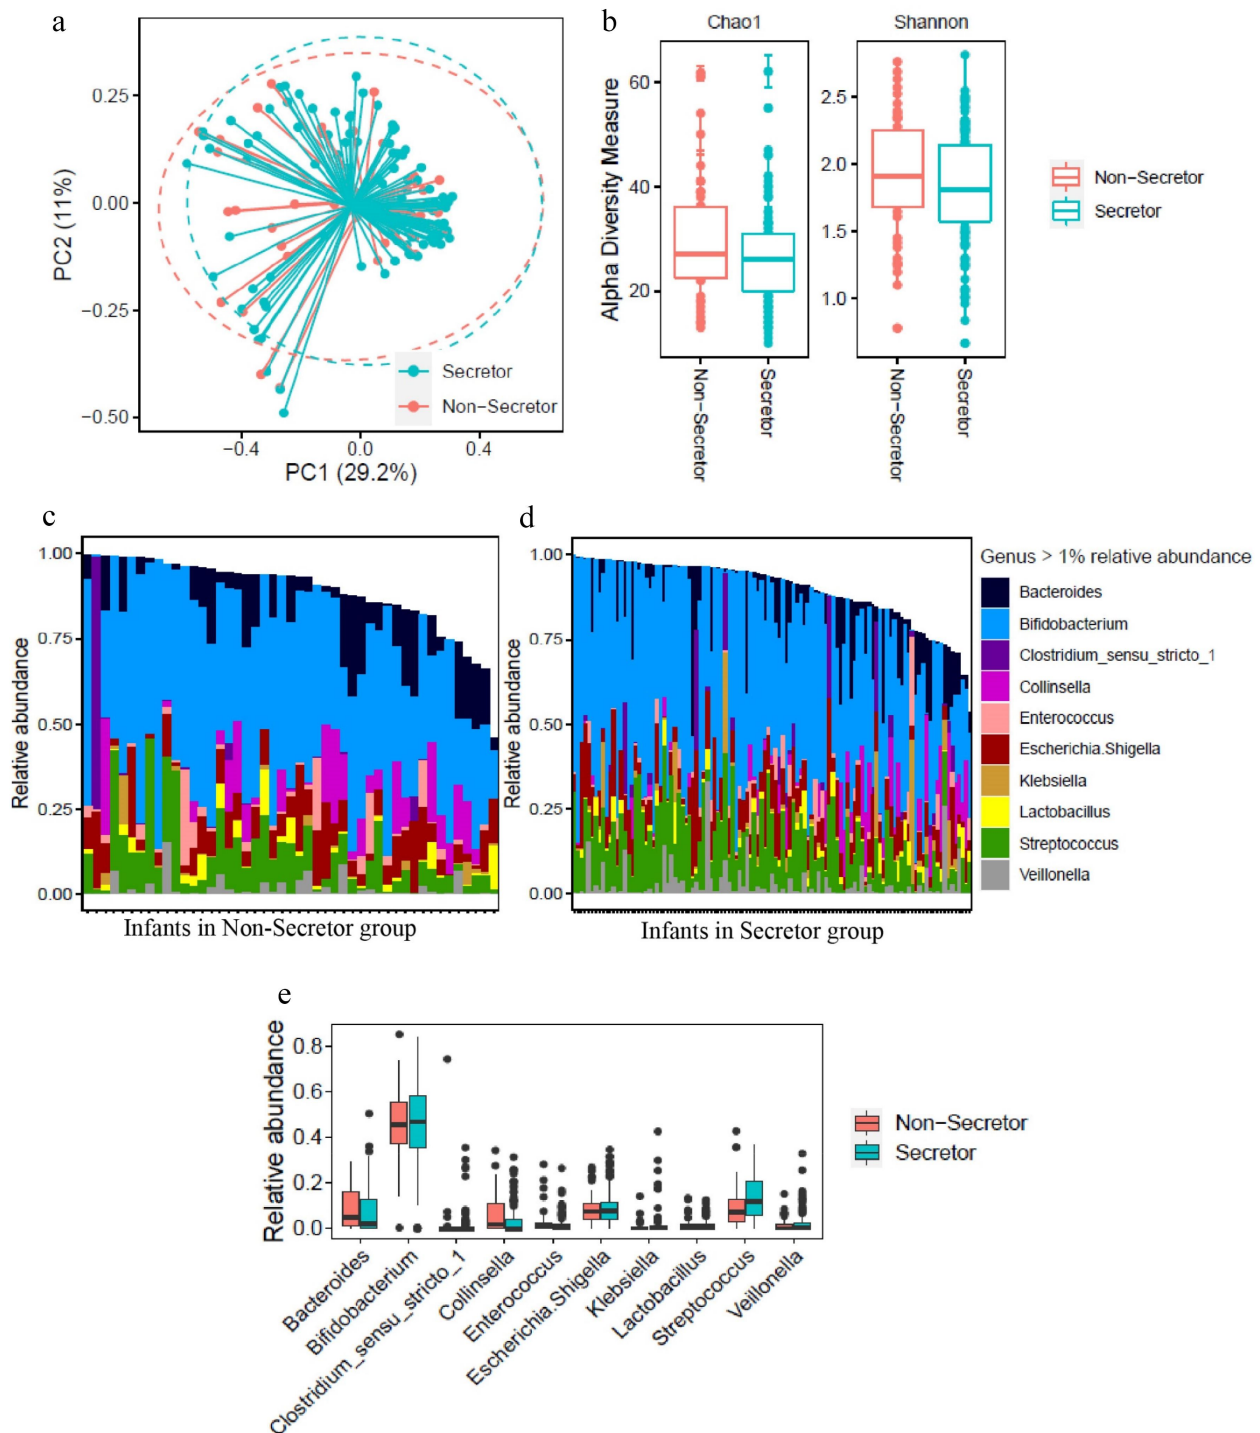 a
PC2 (11%)
0.25
0.00
−0.25
−0.50
−0.4
0.0
0.4
PC1 (29.2%)
Secretor
Non−Secretor
b
Chao1
Shannon
Alpha Diversity Measure
60
40
20
2.5
2.0
1.5
1.0
Non−Secretor
Secretor
Non−Secretor
Secretor
Non−Secretor
Secretor
c
Relative abundance
1.00
0.75
0.50
0.25
0.00
Infants in Non-Secretor group
d
Relative abundance
1.00
0.75
0.50
0.25
0.00
Infants in Secretor group
Genus > 1% relative abundance
Bacteroides
Bifidobacterium
Clostridium_sensu_stricto_1
Collinsella
Enterococcus
Escherichia.Shigella
Klebsiella
Lactobacillus
Streptococcus
Veillonella
e
Relative abundance
0.8
0.6
0.4
0.2
0.0
Bacteroides
Bifidobacterium
Clostridium_sensu_stricto_1
Collinsella
Enterococcus
Escherichia.Shigella
Klebsiella
Lactobacillus
Streptococcus
Veillonella
Non−Secretor
Secretor